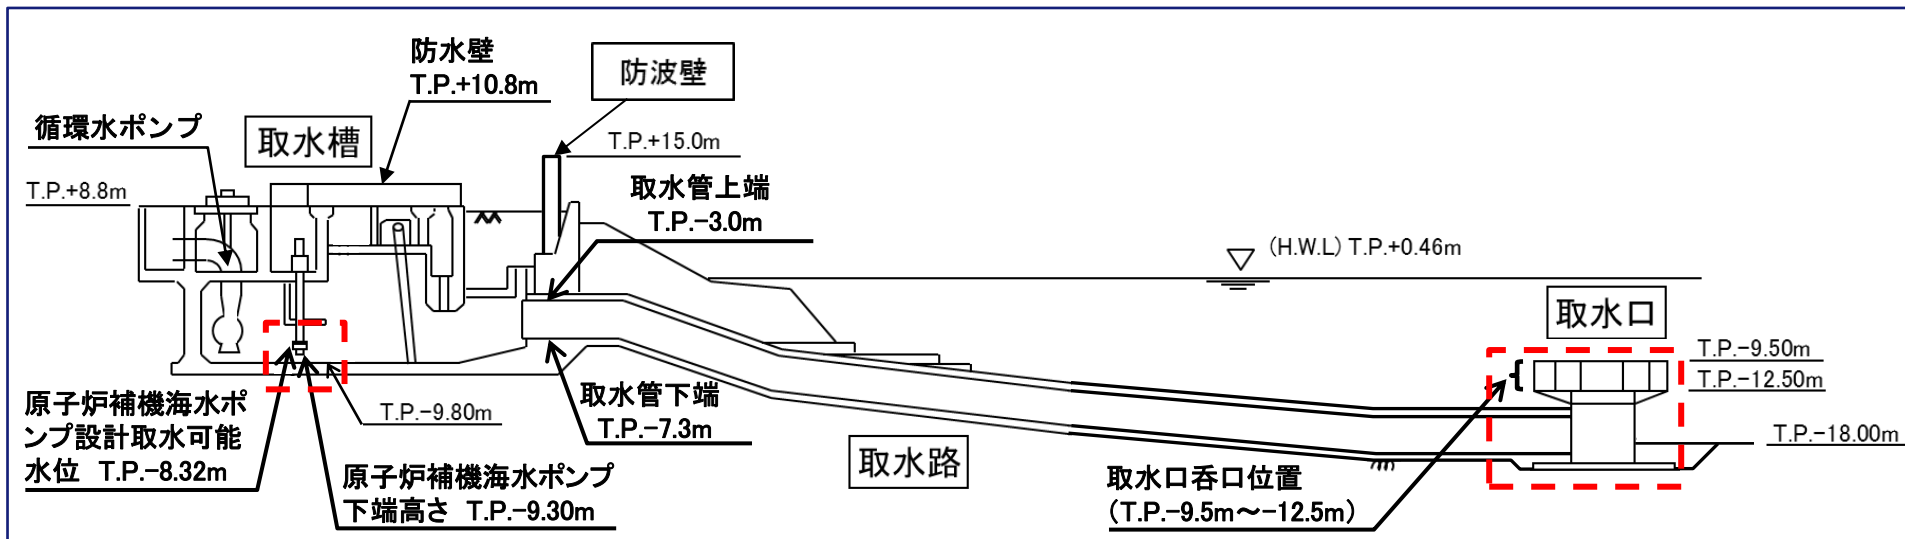 防水壁
T.P.+10.8m
防波壁
循環水ポンプ
取水槽
T.P.+15.0m
T.P.+8.8m
取水管上端
T.P.-3.0m
(H.W.L) T.P.+0.46m
取水口
T.P.-9.50m
T.P.-12.50m
原子炉補機海水ポ
ンプ設計取水可能
水位 T.P.-8.32m
T.P.-9.80m
取水管下端
T.P.-7.3m
T.P.-18.00m
取水路
原子炉補機海水ポンプ
下端高さ T.P.-9.30m
取水口呑口位置
(T.P.-9.5m～-12.5m)